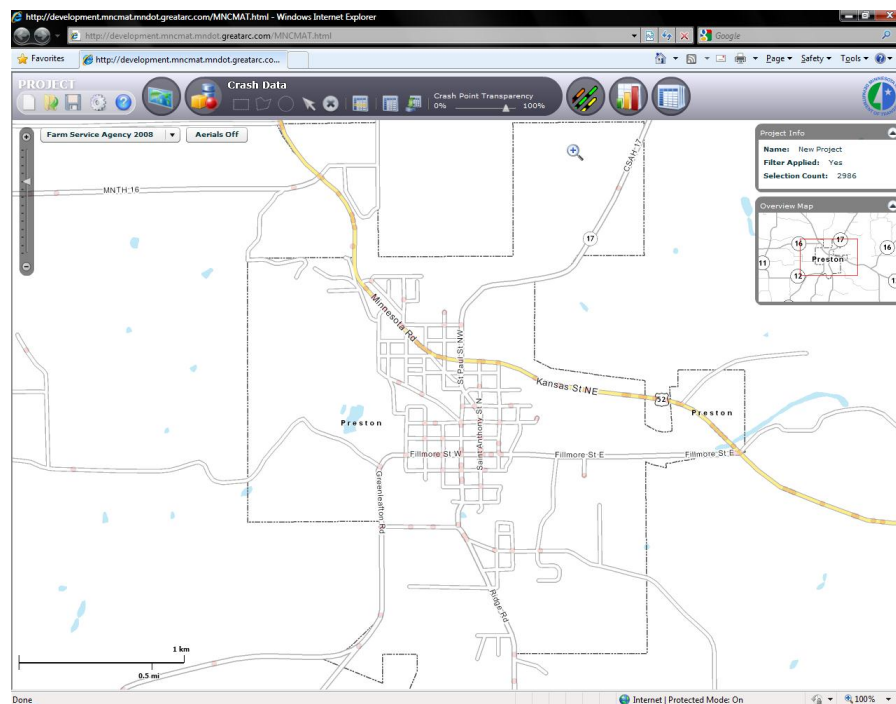 http://development.mncmat.mndot.greatarc.com/MNCMAT.html - Windows Internet Explorer
http://development.mncmat.mndot.greatarc.com/MNCMAT.html
Google
Favorites
http://development.mncmat.mndot.greatarc.co...
Page Safety Tools
PROJECT
Crash Data
Crash Point Transparency
0% 100%
Farm Service Agency 2008
Aerials Off
Project Info
Name: New Project
Filter Applied: Yes
Selection Count: 2986
Overview Map
16 17 16
11 Preston
12
MNTH 16
CSAH 17
17
Minnesota Rd
St Paul St NW
Kansas St NE
52
Preston
Preston
Saint Anthony St N
Fillmore St W
Fillmore St E
Fillmore St E
Greenleafton Rd
Ridge Rd
1 km
0.5 mi
Done
Internet | Protected Mode: On
100%